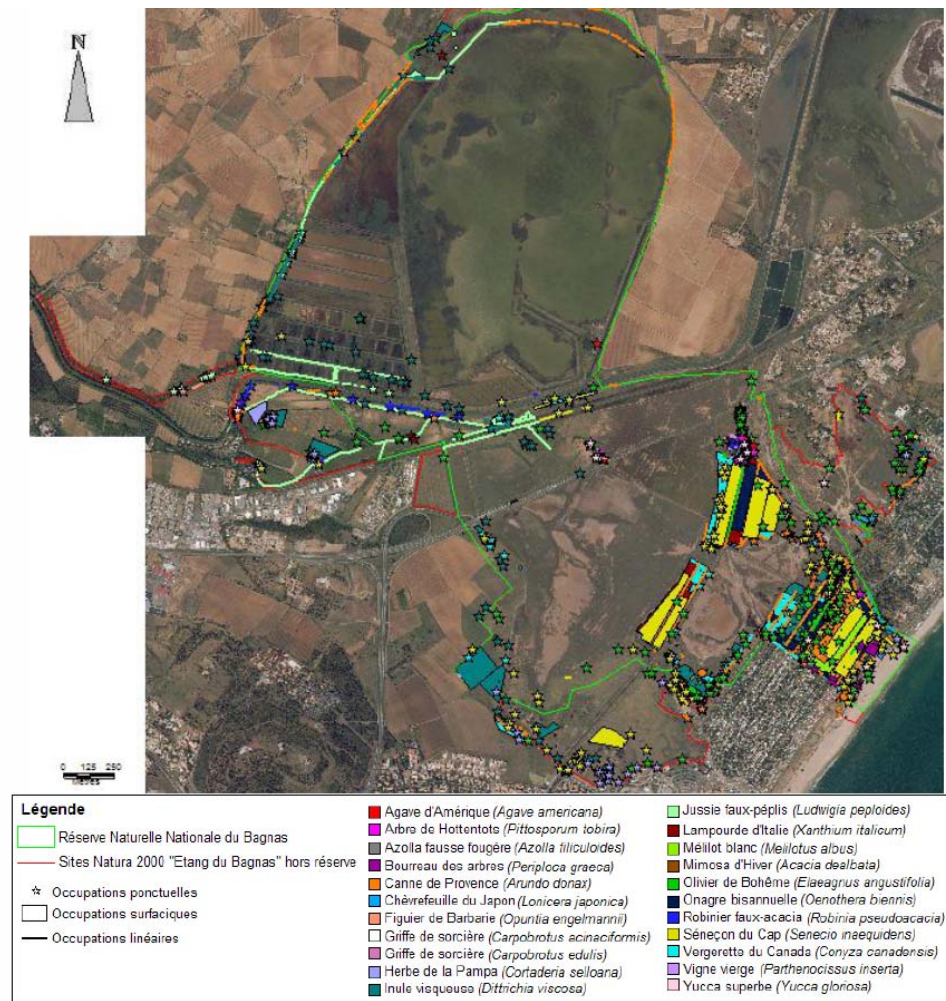 N
0 125 250
Mètres
Légende
Réserve Naturelle Nationale du Bagnas
Sites Natura 2000 "Etang du Bagnas" hors réserve
Occupations ponctuelles
Occupations surfaciques
Occupations linéaires
Agave d'Amérique (Agave americana)
Arbre de Hottentots (Pittosporum tobira)
Azolla fausse fougère (Azolla filiculoides)
Bourreau des arbres (Periploca graeca)
Canne de Provence (Arundo donax)
Chèvrefeuille du Japon (Lonicera japonica)
Figuier de Barbarie (Opuntia engelmannii)
Griffe de sorcière (Carpobrotus acinaciformis)
Griffe de sorcière (Carpobrotus edulis)
Herbe de la Pampa (Cortaderia selloana)
Inule visqueuse (Dittrichia viscosa)
Jussie faux-péplis (Ludwigia peploides)
Lampourde d'Italie (Xanthium italicum)
Mélilot blanc (Melilotus albus)
Mimosa d'Hiver (Acacia dealbata)
Olivier de Bohême (Elaeagnus angustifolia)
Onagre bisannuelle (Oenothera biennis)
Robinier faux-acacia (Robinia pseudoacacia)
Séneçon du Cap (Senecio inaequidens)
Vergerette du Canada (Conyza canadensis)
Vigne vierge (Parthenocissus inserta)
Yucca superbe (Yucca gloriosa)